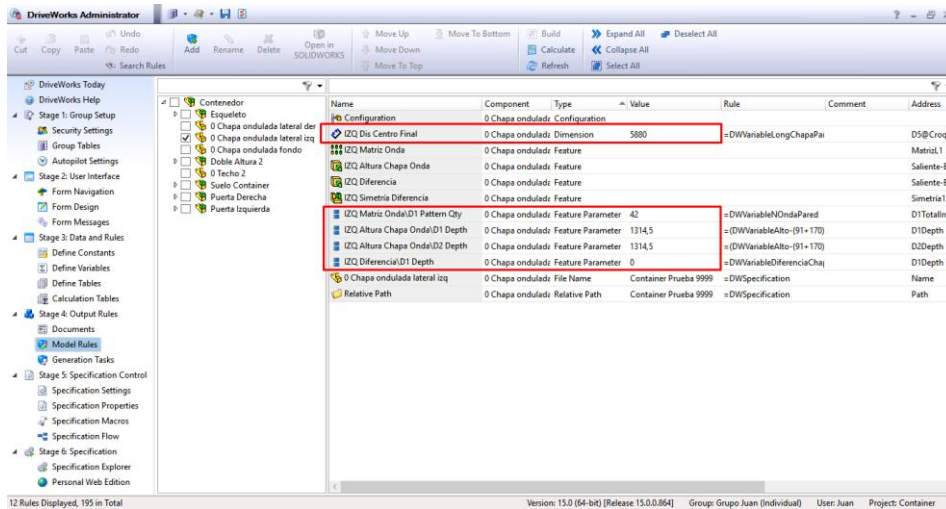 DriveWorks Administrator
Cut Copy Paste Undo Redo Search Rules
Add Rename Delete Open in SOLIDWORKS
Move Up Move Down Move To Top Move To Bottom
Build Calculate Refresh
Expand All Collapse All Select All Deselect All
DriveWorks Today
DriveWorks Help
Stage 1: Group Setup
Security Settings
Group Tables
Autopilot Settings
Stage 2: User Interface
Form Navigation
Form Design
Form Messages
Stage 3: Data and Rules
Define Constants
Define Variables
Define Tables
Calculation Tables
Stage 4: Output Rules
Documents
Model Rules
Generation Tasks
Stage 5: Specification Control
Specification Settings
Specification Properties
Specification Macros
Specification Flow
Stage 6: Specification
Specification Explorer
Personal Web Edition
Contenedor
Esqueleto
0 Chapa ondulada lateral der
0 Chapa ondulada lateral izq
0 Chapa ondulada fondo
Doble Altura 2
0 Techo 2
Suelo Container
Puerta Derecha
Puerta Izquierda
Name Component Type Value Rule Comment Address
Configuration 0 Chapa ondulada Configuration
IZQ Dis Centro Final 0 Chapa ondulada Dimension 5880 =DWVariableLongChapaPar D5@Croq
IZQ Matriz Onda 0 Chapa ondulada Feature MatrizL1
IZQ Altura Chapa Onda 0 Chapa ondulada Feature Saliente-E
IZQ Diferencia 0 Chapa ondulada Feature Saliente-E
IZQ Simetría Diferencia 0 Chapa ondulada Feature Simetría1
IZQ Matriz Onda\D1 Pattern Qty 0 Chapa ondulada Feature Parameter 42 =DWVariableNOndaPared D1TotalIn
IZQ Altura Chapa Onda\D1 Depth 0 Chapa ondulada Feature Parameter 1314,5 =(DWVariableAlto-(91+170) D1Depth
IZQ Altura Chapa Onda\D2 Depth 0 Chapa ondulada Feature Parameter 1314,5 =(DWVariableAlto-(91+170) D2Depth
IZQ Diferencia\D1 Depth 0 Chapa ondulada Feature Parameter 0 =DWVariableDiferenciaChap D1Depth
0 Chapa ondulada lateral izq 0 Chapa ondulada File Name Container Prueba 9999 =DWSpecification Name
Relative Path 0 Chapa ondulada Relative Path Container Prueba 9999 =DWSpecification Path
12 Rules Displayed, 195 in Total Version: 15.0 (64-bit) [Release 15.0.0.864] Group: Grupo Juan (Individual) User: Juan Project: Container